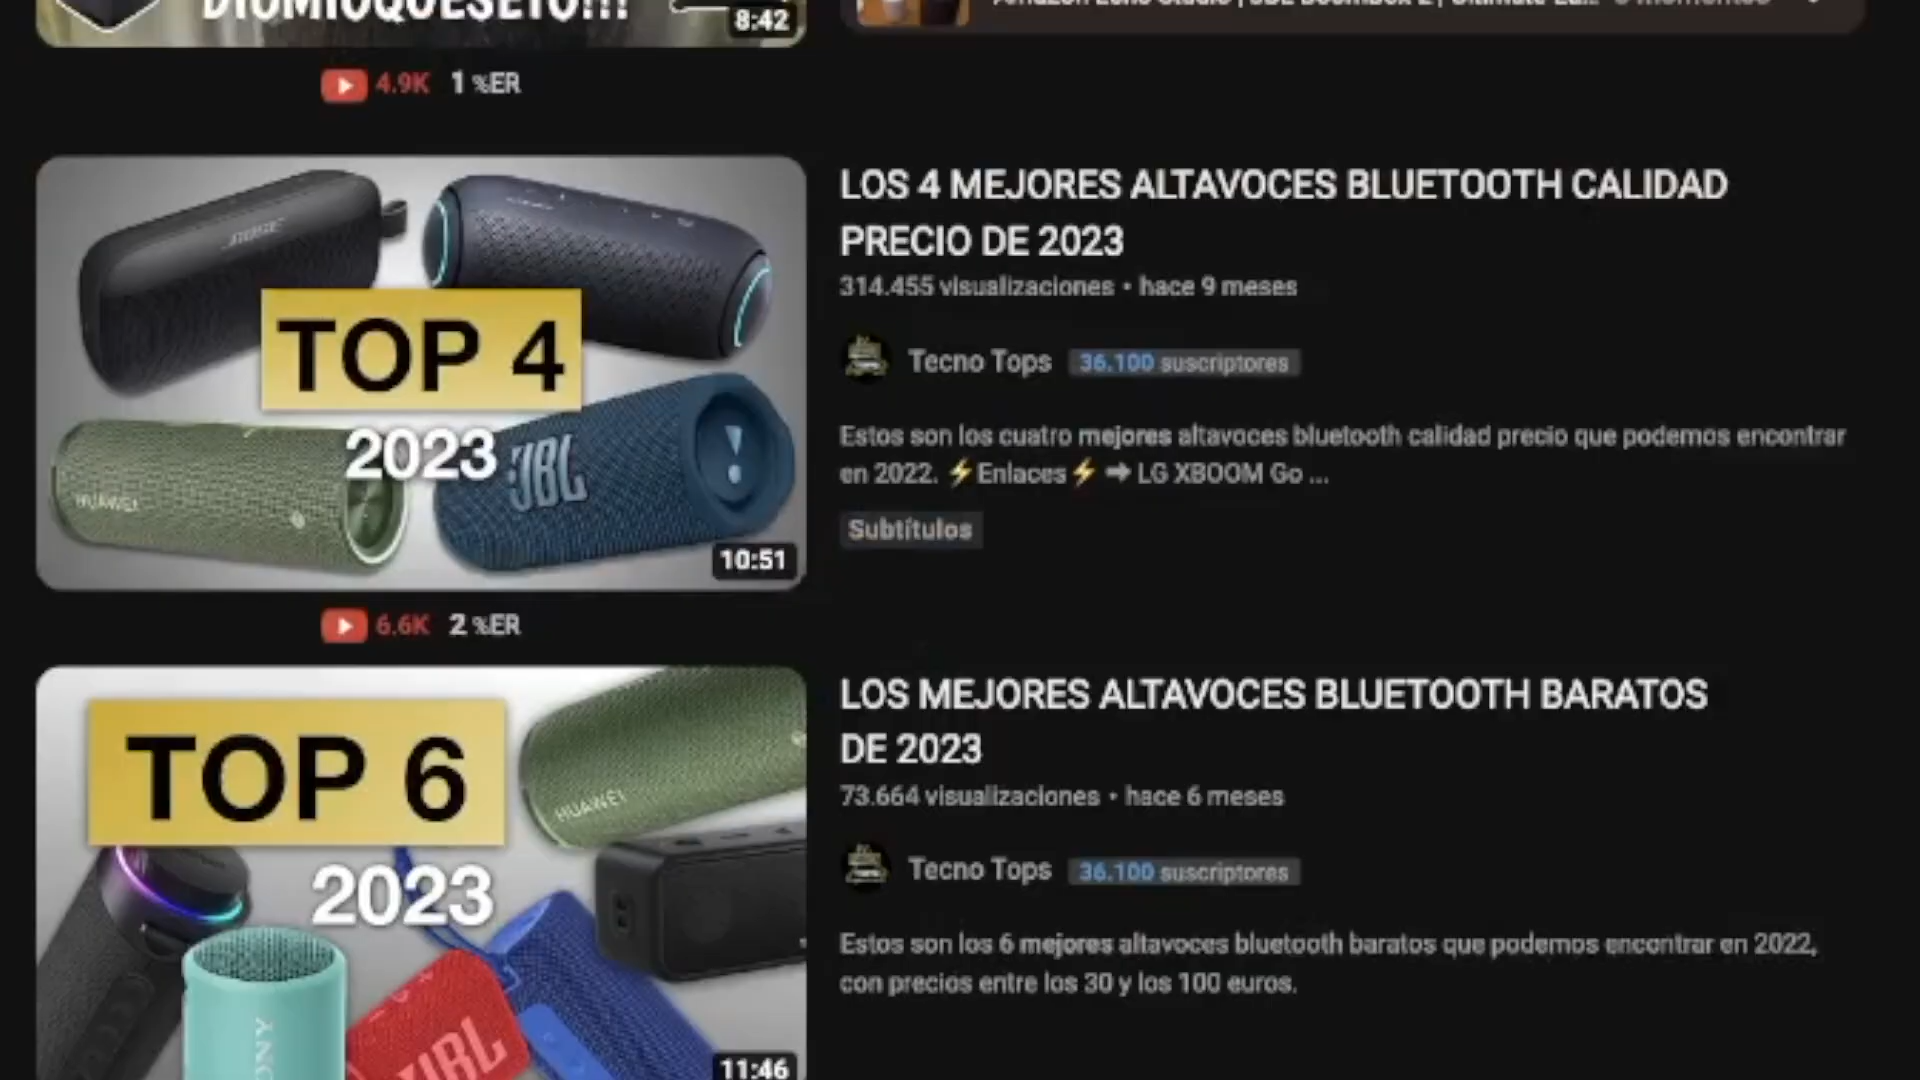 DIOMIOQUESETO!!!
8:42
4.9K 1 %ER
BOSE
TOP 4
2023
HUAWEI
JBL
10:51
LOS 4 MEJORES ALTAVOCES BLUETOOTH CALIDAD
PRECIO DE 2023
314.455 visualizaciones • hace 9 meses
Tecno Tops 36.100 suscriptores
Estos son los cuatro mejores altavoces bluetooth calidad precio que podemos encontrar
en 2022. ⚡Enlaces⚡ ➡ LG XBOOM Go ...
Subtítulos
6.6K 2 %ER
TOP 6
2023
HUAWEI
SONY
JBL
11:46
LOS MEJORES ALTAVOCES BLUETOOTH BARATOS
DE 2023
73.664 visualizaciones • hace 6 meses
Tecno Tops 36.100 suscriptores
Estos son los 6 mejores altavoces bluetooth baratos que podemos encontrar en 2022,
con precios entre los 30 y los 100 euros.